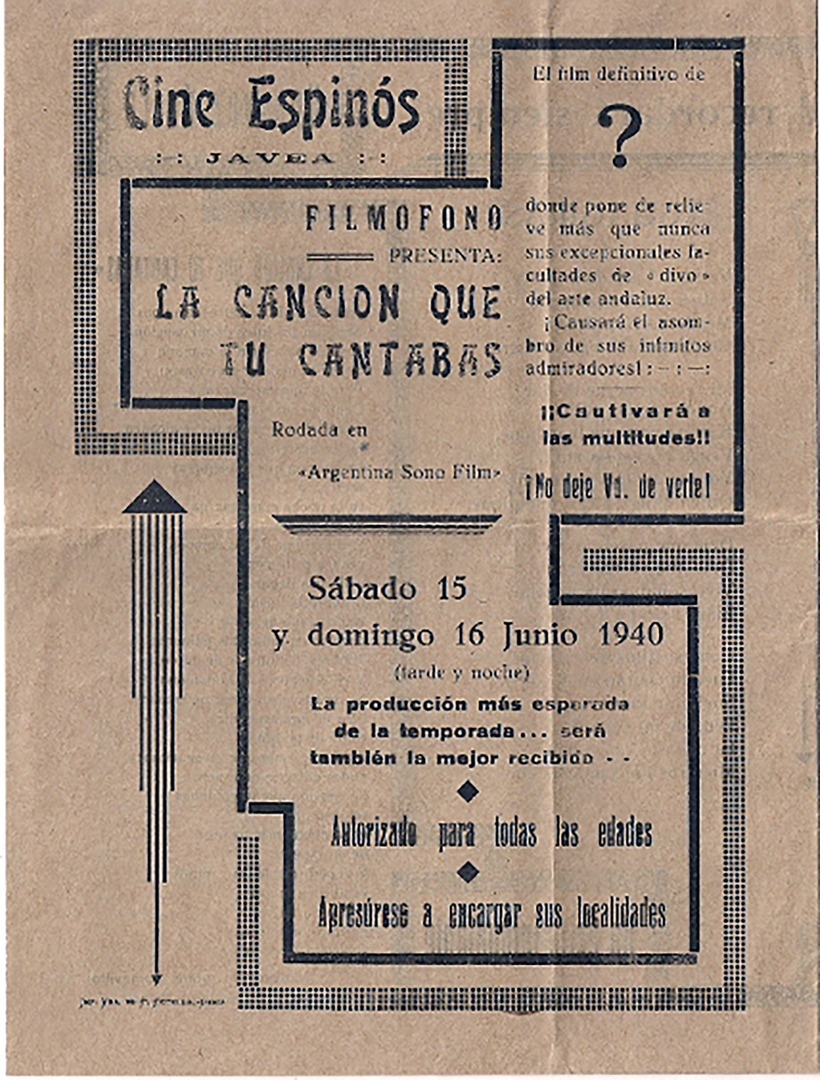 Cine Espinós
:-: JAVEA :-:
FILMOFONO
PRESENTA:
LA CANCION QUE
TU CANTABAS
Rodada en
«Argentina Sono Film»
El film definitivo de
?
donde pone de relie-
ve más que nunca
sus excepcionales fa-
cultades de «divo»
del arte andaluz.
¡Causará el asom-
bro de sus infinitos
admiradores! :—:—:
¡¡Cautivará a
las multitudes!!
¡No deje Vd. de verle!
Sábado 15
y domingo 16 Junio 1940
(tarde y noche)
La producción más esperada
de la temporada... será
también la mejor recibida - -
Autorizado para todas las edades
Apresúrese a encargar sus localidades